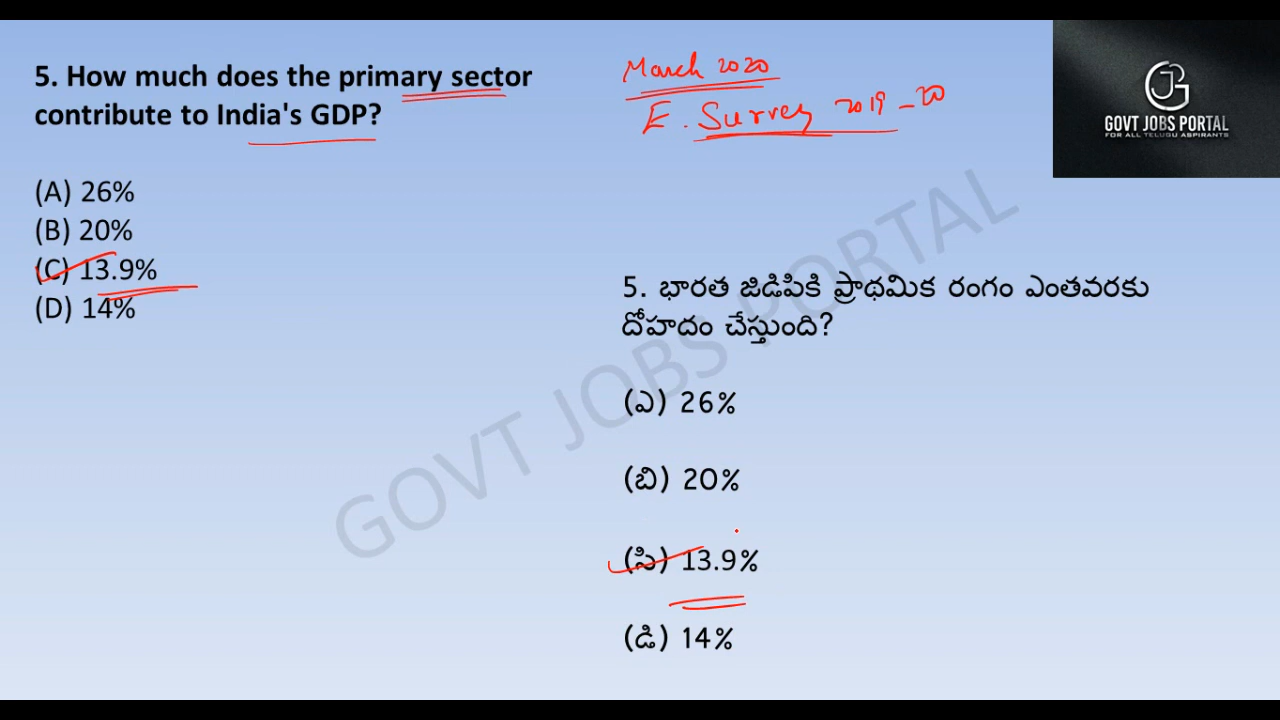 5. How much does the primary sector
contribute to India's GDP?
(A) 26%
(B) 20%
(C) 13.9%
(D) 14%
March 2020
E. Survey 2019-20
GOVT JOBS PORTAL
FOR ALL TELUGU ASPIRANTS
5. భారత జిడిపికి ప్రాథమిక రంగం ఎంతవరకు
దోహదం చేస్తుంది?
(ఎ) 26%
(బి) 20%
(సి) 13.9%
(డి) 14%
GOVT JOBS PORTAL